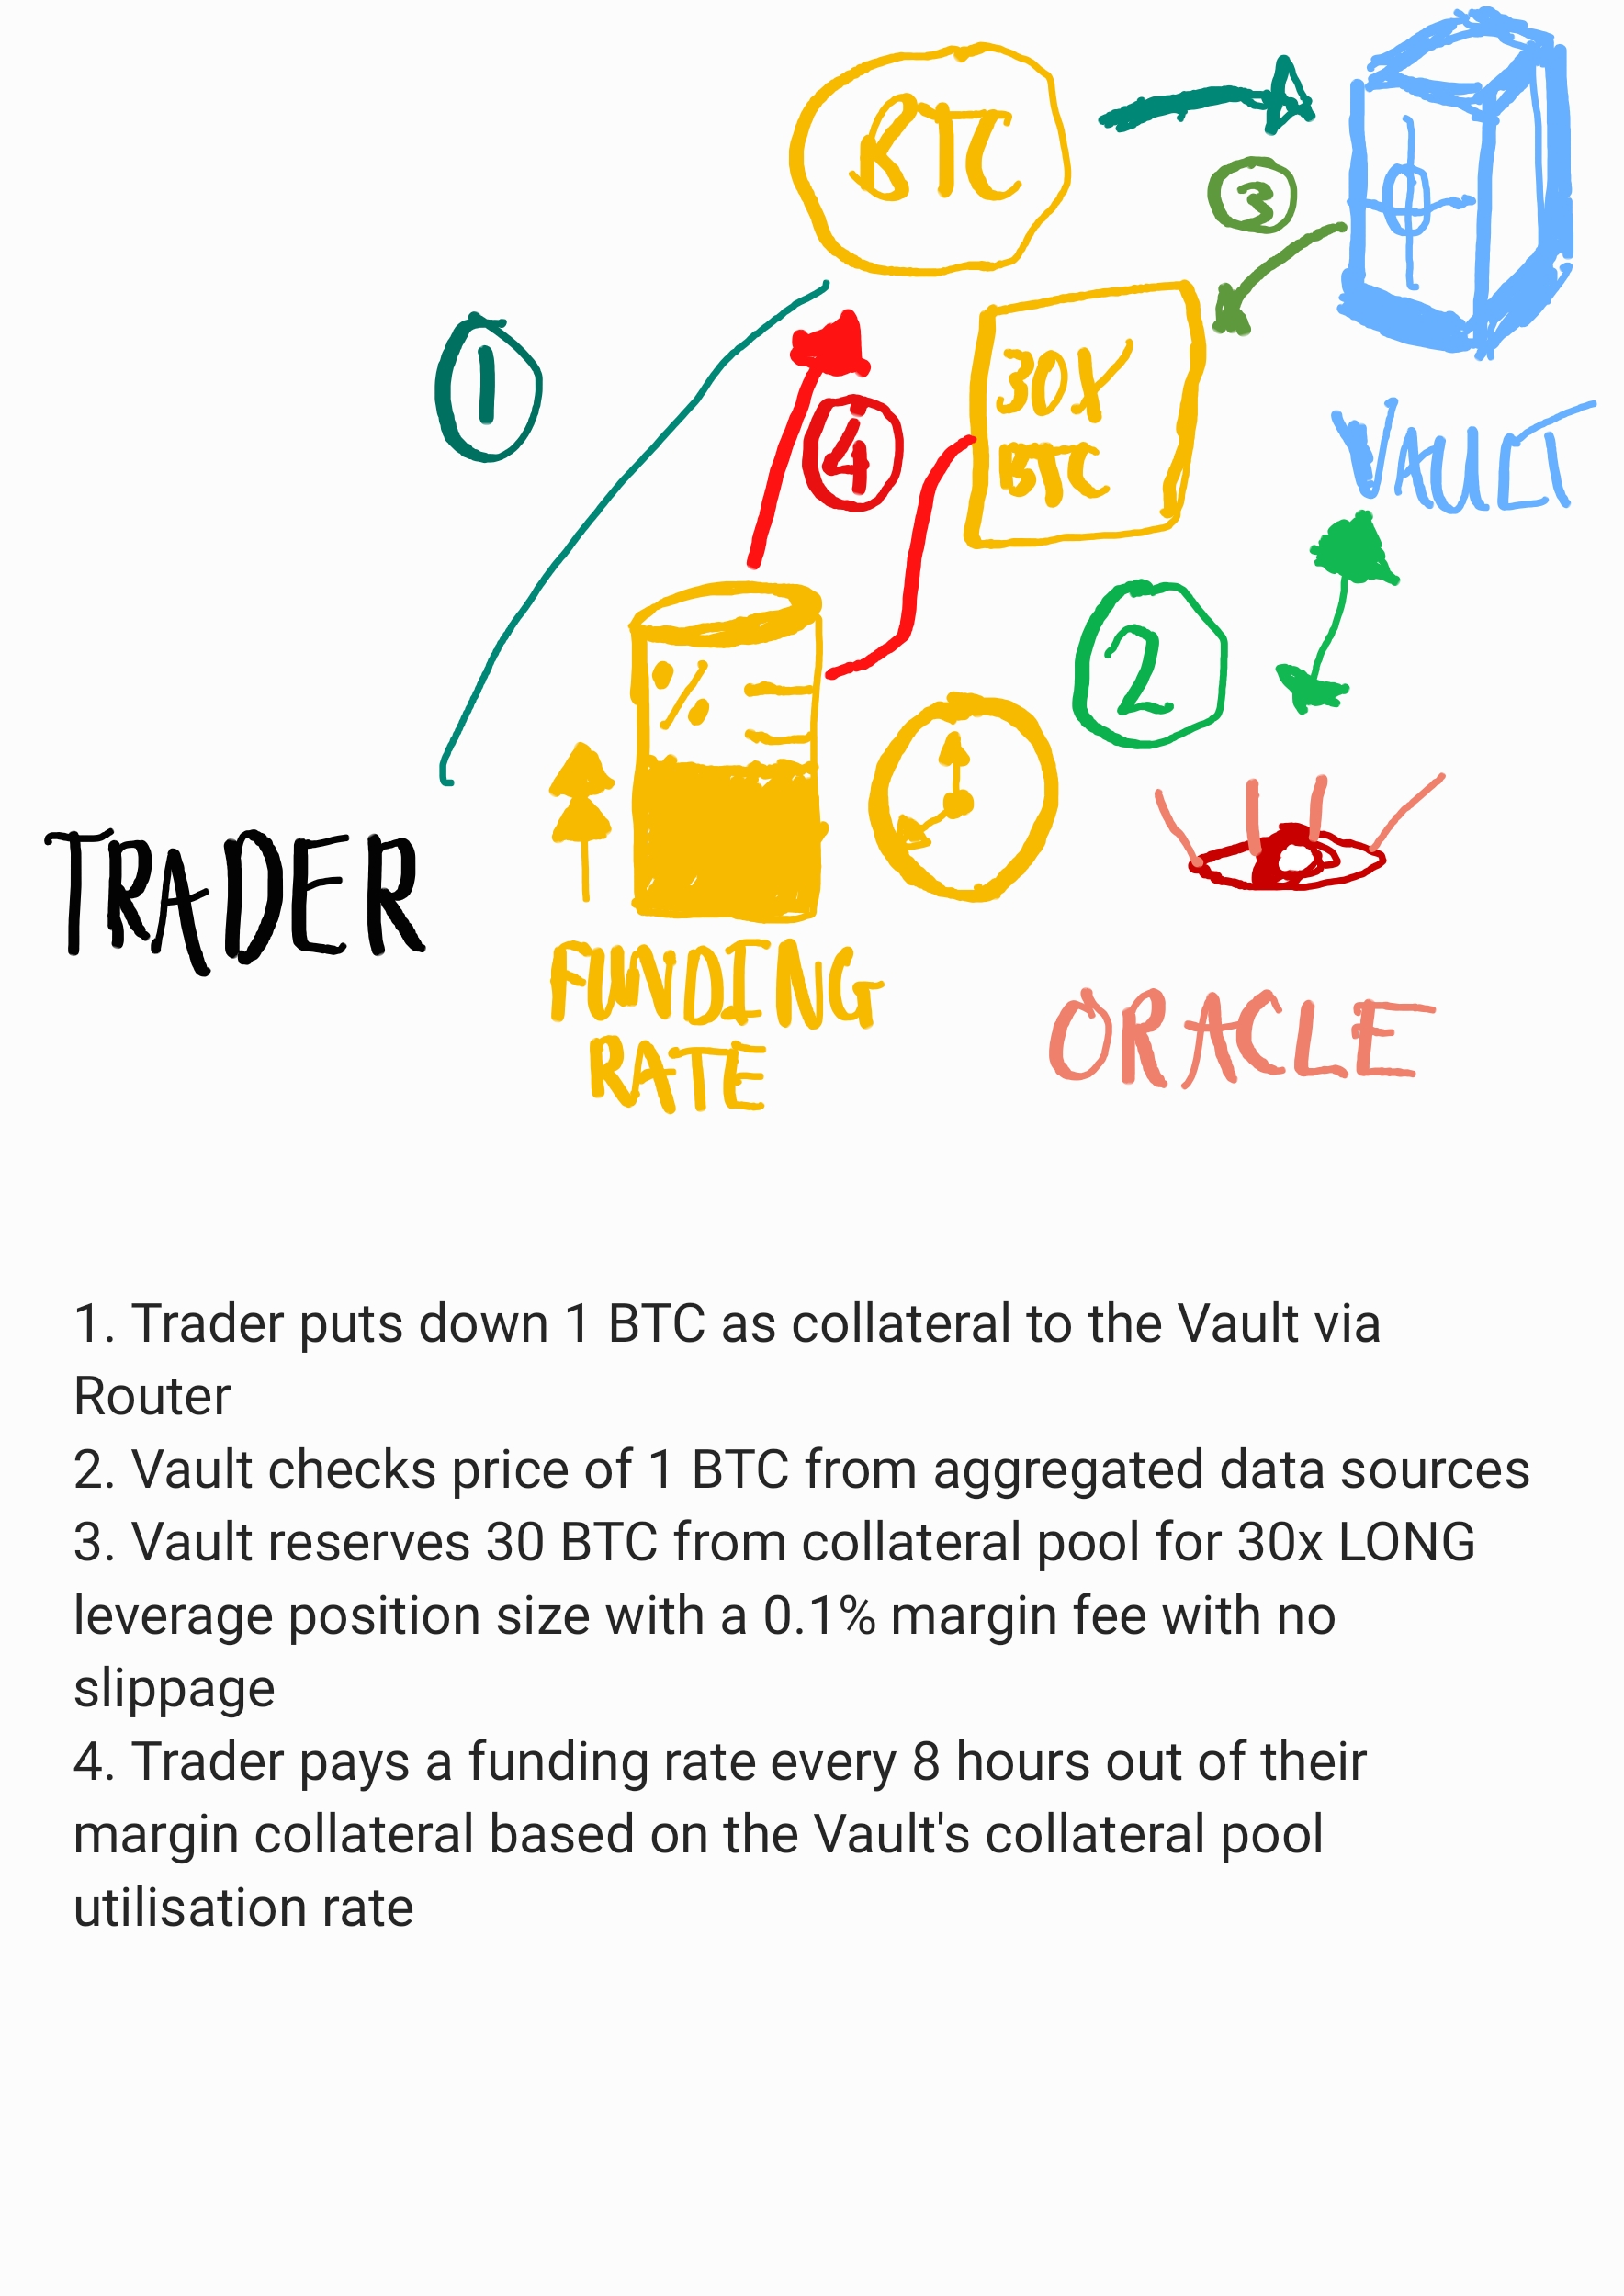 BTC
3
1
30X
BTC
4
VAULT
2
%
TRADER
FUNDING
RATE
ORACLE
1. Trader puts down 1 BTC as collateral to the Vault via
Router
2. Vault checks price of 1 BTC from aggregated data sources
3. Vault reserves 30 BTC from collateral pool for 30x LONG
leverage position size with a 0.1% margin fee with no
slippage
4. Trader pays a funding rate every 8 hours out of their
margin collateral based on the Vault's collateral pool
utilisation rate